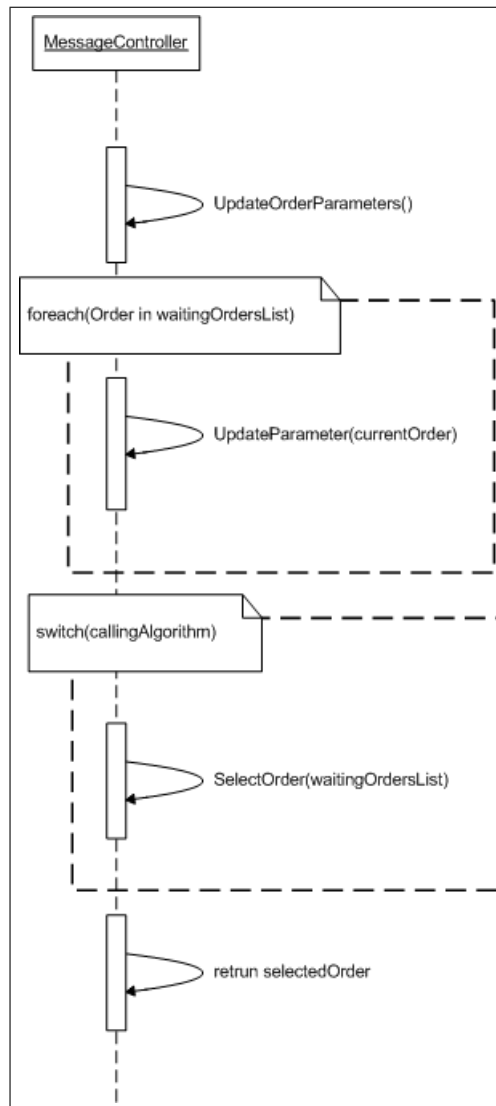 MessageController
UpdateOrderParameters()
foreach(Order in waitingOrdersList)
UpdateParameter(currentOrder)
switch(callingAlgorithm)
SelectOrder(waitingOrdersList)
retrun selectedOrder